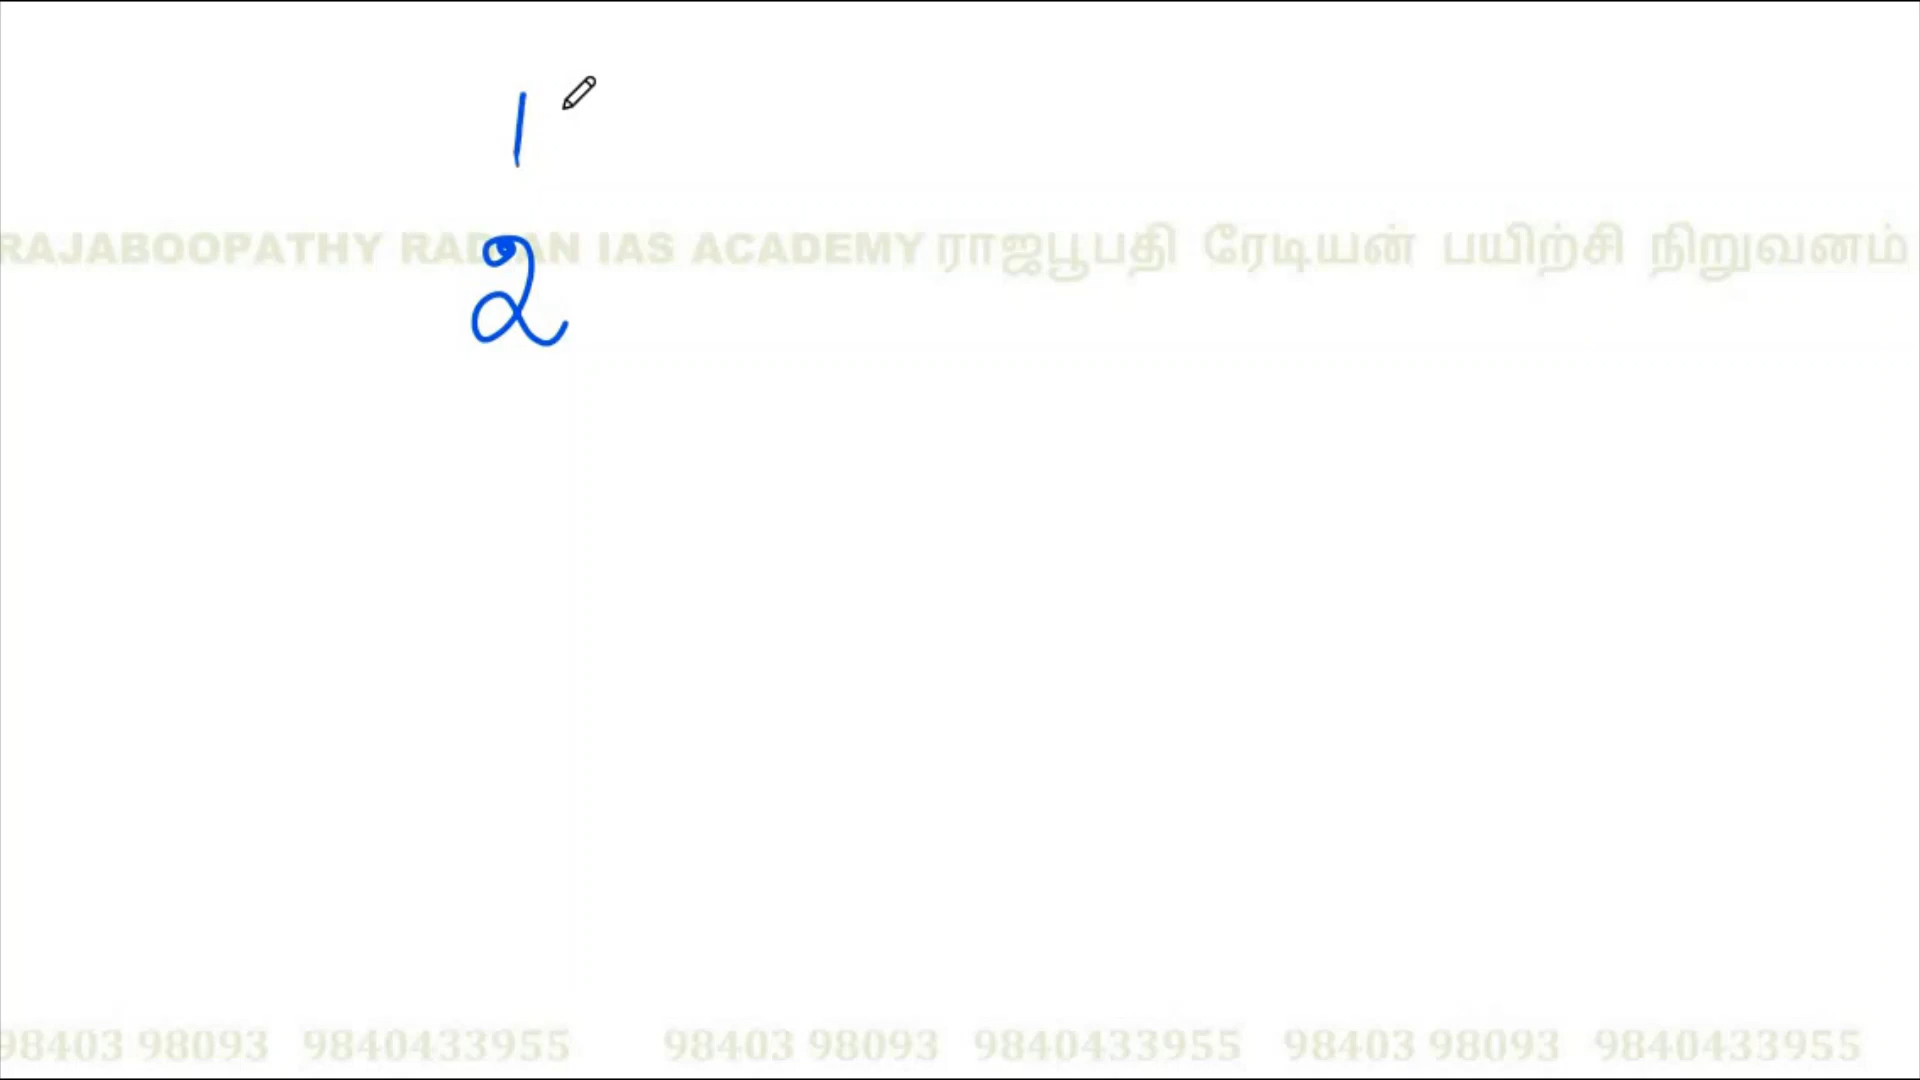 1
RAJABOOPATHY RADIAN IAS ACADEMY ராஜபூபதி ரேடியன் பயிற்சி நிறுவனம்
2
98403 98093 9840433955 98403 98093 9840433955 98403 98093 9840433955